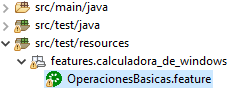 src/main/java
src/test/java
src/test/resources
features.calculadora_de_windows
OperacionesBasicas.feature